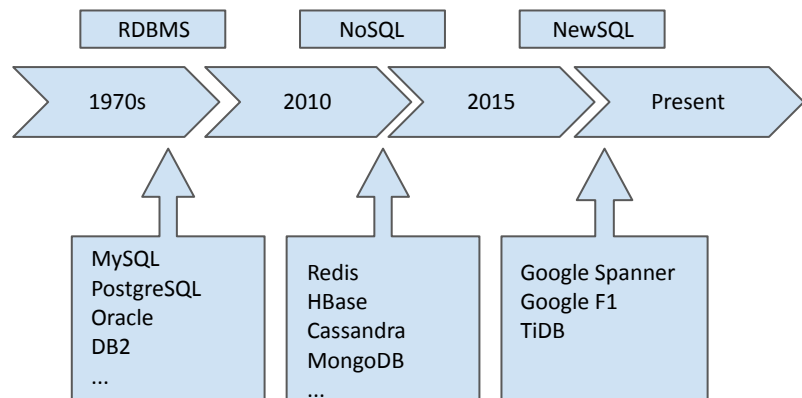 RDBMS
NoSQL
NewSQL
1970s
2010
2015
Present
MySQL
PostgreSQL
Oracle
DB2
...
Redis
HBase
Cassandra
MongoDB
...
Google Spanner
Google F1
TiDB